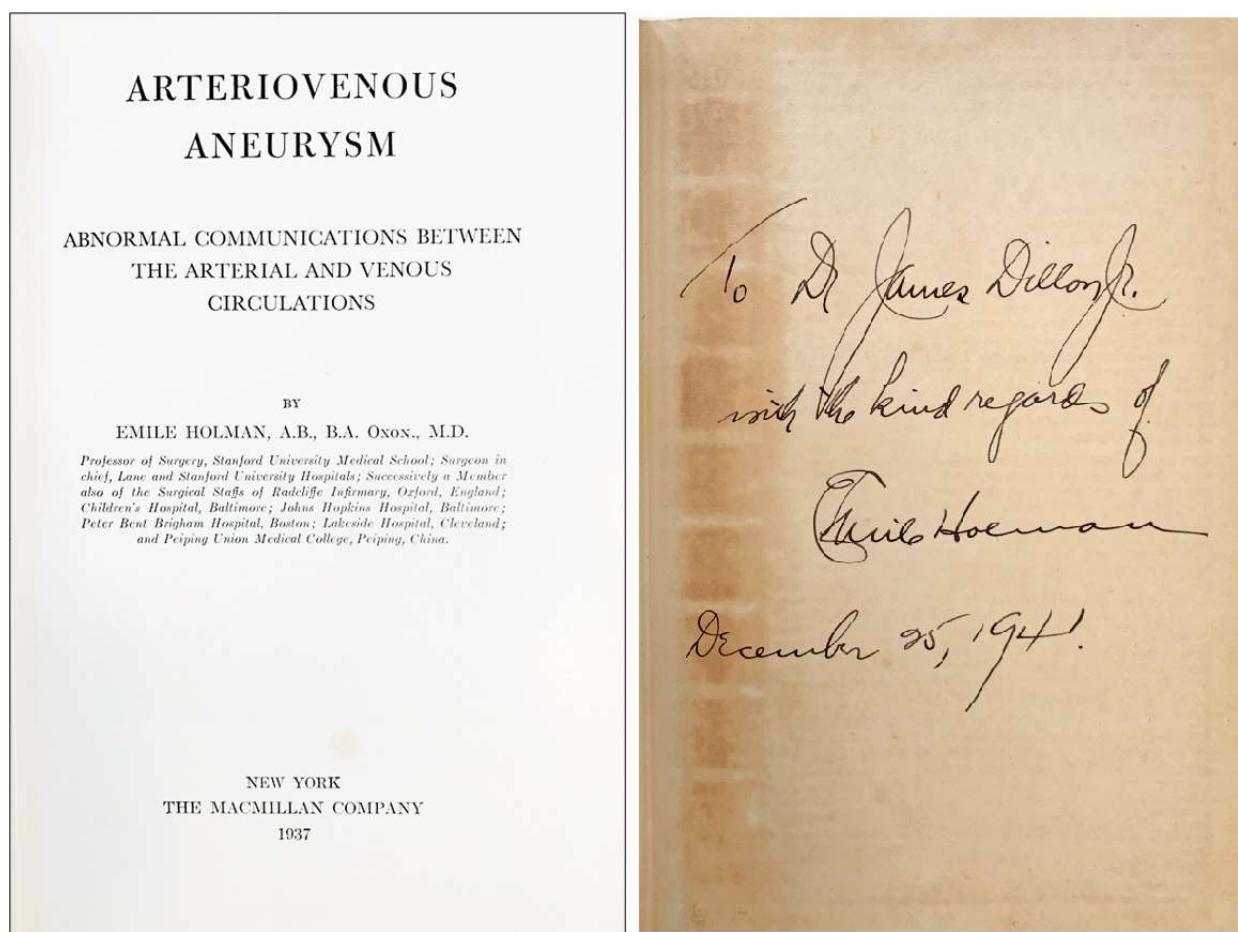 ARTERIOVENOUS
ANEURYSM
ABNORMAL COMMUNICATIONS BETWEEN
THE ARTERIAL AND VENOUS
CIRCULATIONS
BY
EMILE HOLMAN, A.B., B.A. Oxon., M.D.
Professor of Surgery, Stanford University Medical School; Surgeon in
chief, Lane and Stanford University Hospitals; Successively a Member
also of the Surgical Staffs of Radcliffe Infirmary, Oxford, England;
Children's Hospital, Baltimore; Johns Hopkins Hospital, Baltimore;
Peter Bent Brigham Hospital, Boston; Lakeside Hospital, Cleveland;
and Peiping Union Medical College, Peiping, China.
NEW YORK
THE MACMILLAN COMPANY
1937
To Dr James Dillon Jr.
with the kind regards of
Emile Holman
December 25, 1941.